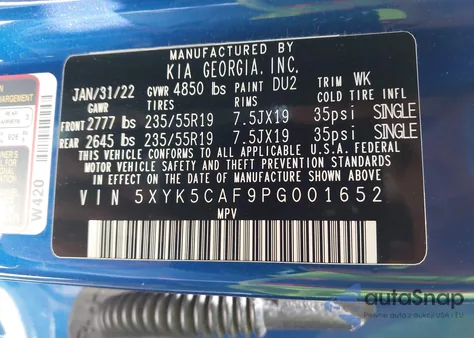 MANUFACTURED BY
KIA GEORGIA, INC.
JAN/31/22 GVWR 4850 lbs PAINT DU2 TRIM WK
GAWR TIRES RIMS COLD TIRE INFL
FRONT 2777 lbs 235/55R19 7.5JX19 35psi SINGLE
REAR 2645 lbs 235/55R19 7.5JX19 35psi SINGLE
THIS VEHICLE CONFORMS TO ALL APPLICABLE U.S.A. FEDERAL
MOTOR VEHICLE SAFETY AND THEFT PREVENTION STANDARDS
IN EFFECT ON THE DATE OF MANUFACTURE SHOWN ABOVE.
VIN 5XYK5CAF9PG001652
MPV
W420
autoSnap